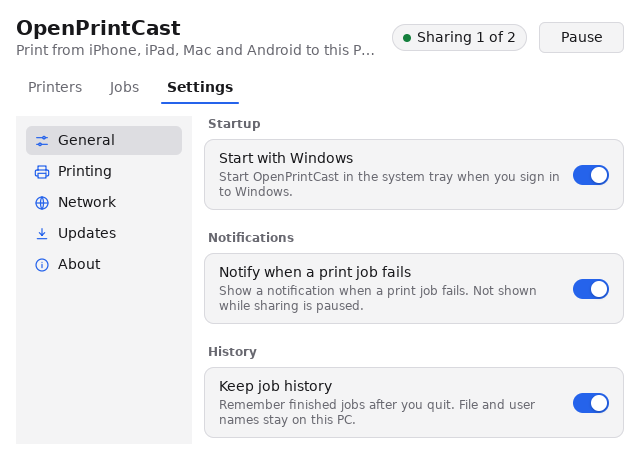 OpenPrintCast
Print from iPhone, iPad, Mac and Android to this P…
Sharing 1 of 2
Pause
Printers
Jobs
Settings
General
Printing
Network
Updates
About
Startup
Start with Windows
Start OpenPrintCast in the system tray when you sign in
to Windows.
Notifications
Notify when a print job fails
Show a notification when a print job fails. Not shown
while sharing is paused.
History
Keep job history
Remember finished jobs after you quit. File and user
names stay on this PC.